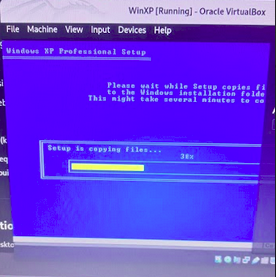 WinXP [Running] - Oracle VirtualBox
File Machine View Input Devices Help
Windows XP Professional Setup
Please wait while Setup copies fi
to the Windows installation folde
This might take several minutes to co
Setup is copying files...
38%